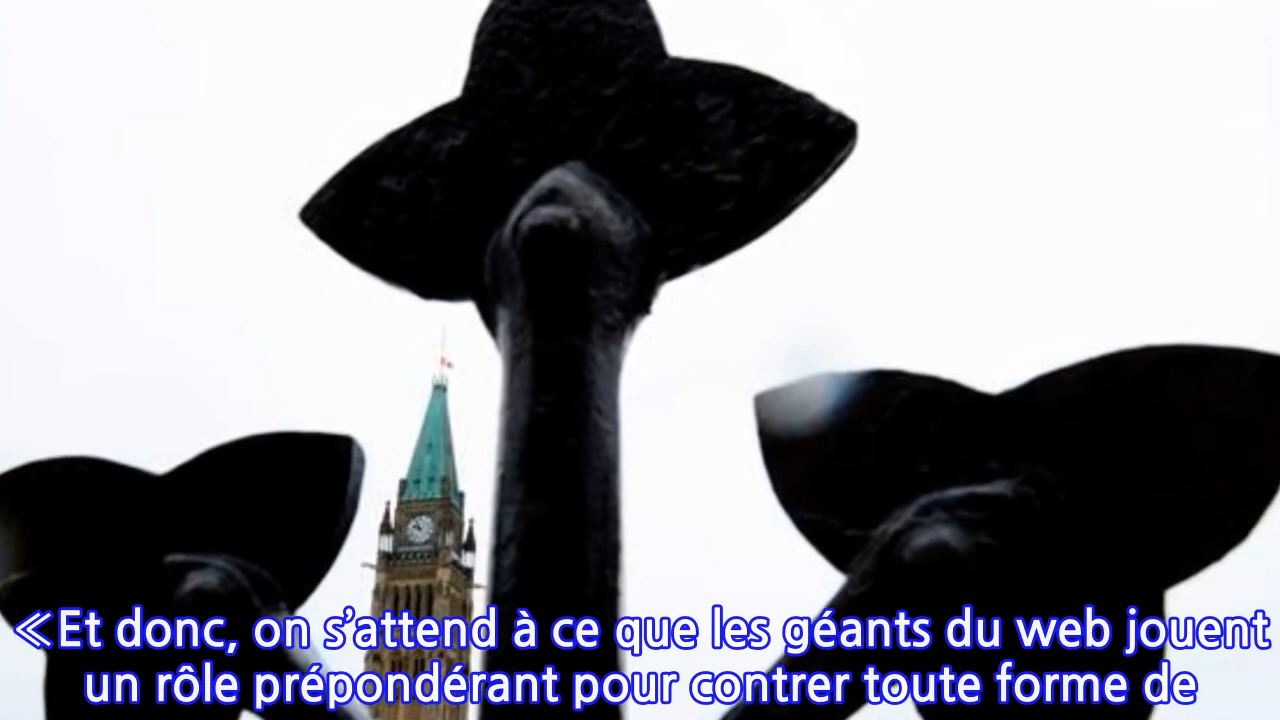 ≪Et donc, on s’attend à ce que les géants du web jouent
un rôle prépondérant pour contrer toute forme de